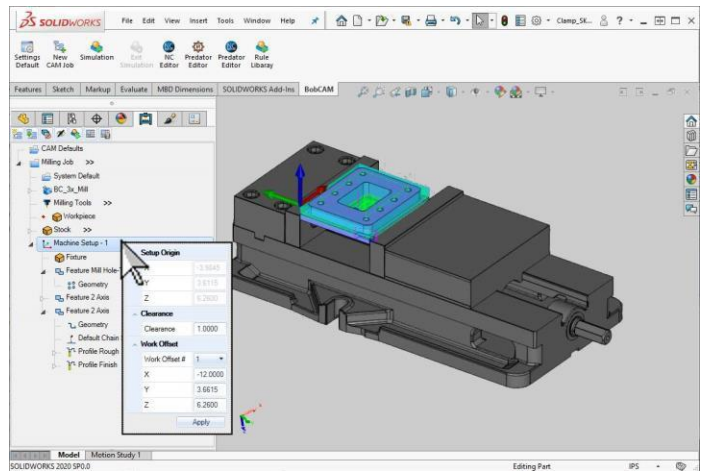 SOLIDWORKS File Edit View Insert Tools Window Help Clamp_SK...
Settings Default
New CAM Job
Simulation
Exit Simulation
NC Editor
Predator Editor
Predator Editor
Rule Libaray
Features Sketch Markup Evaluate MBD Dimensions SOLIDWORKS Add-Ins BobCAM
CAM Defaults
Milling Job >>
System Default
BC_3x_Mill
Milling Tools >>
Workpiece
Stock >>
Machine Setup - 1
Fixture
Feature Mill Hole-
Geometry
Feature 2 Axis
Feature 2 Axis
Geometry
Default Chain
Profile Rough
Profile Finish
Setup Origin
Z 6.2600
Clearance
Clearance 1.0000
Work Offset
Work Offset # 1
X -12.0000
Y 3.6615
Z 6.2600
Apply
Model Motion Study 1
SOLIDWORKS 2020 SP0.0 Editing Part IPS